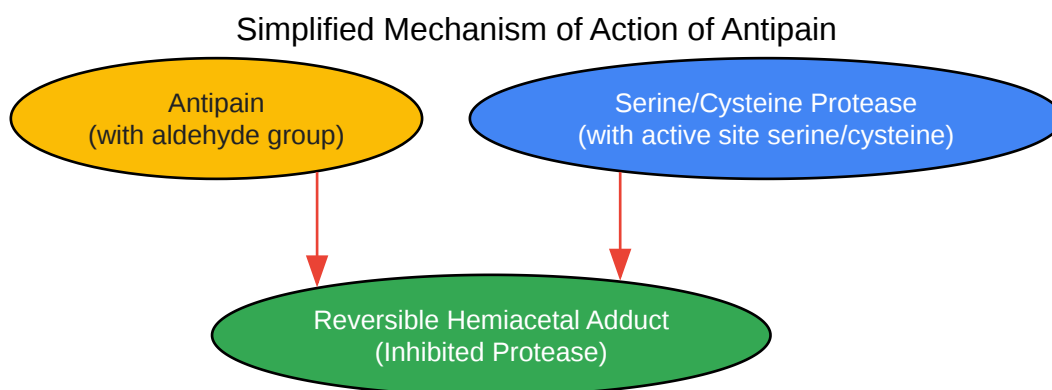 Simplified Mechanism of Action of Antipain
Antipain
(with aldehyde group)
Serine/Cysteine Protease
(with active site serine/cysteine)
Reversible Hemiacetal Adduct
(Inhibited Protease)